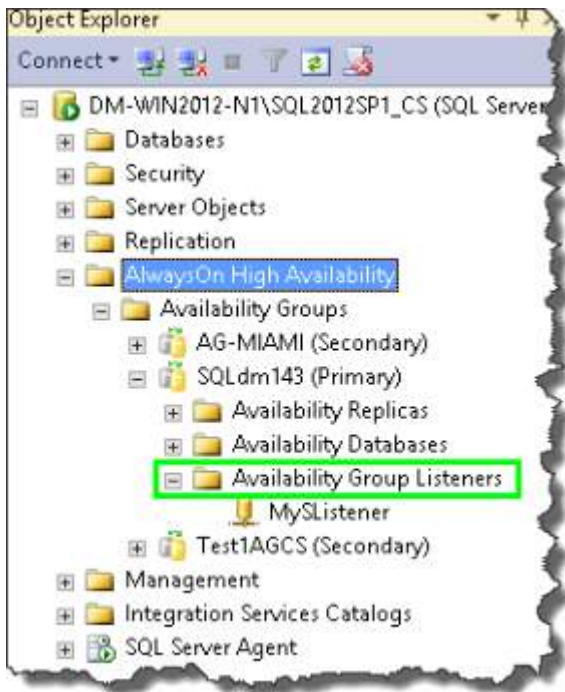 Object Explorer
Connect
DM-WIN2012-N1\SQL2012SP1_CS (SQL Server
Databases
Security
Server Objects
Replication
AlwaysOn High Availability
Availability Groups
AG-MIAMI (Secondary)
SQLdm143 (Primary)
Availability Replicas
Availability Databases
Availability Group Listeners
MySListener
Test1AGCS (Secondary)
Management
Integration Services Catalogs
SQL Server Agent